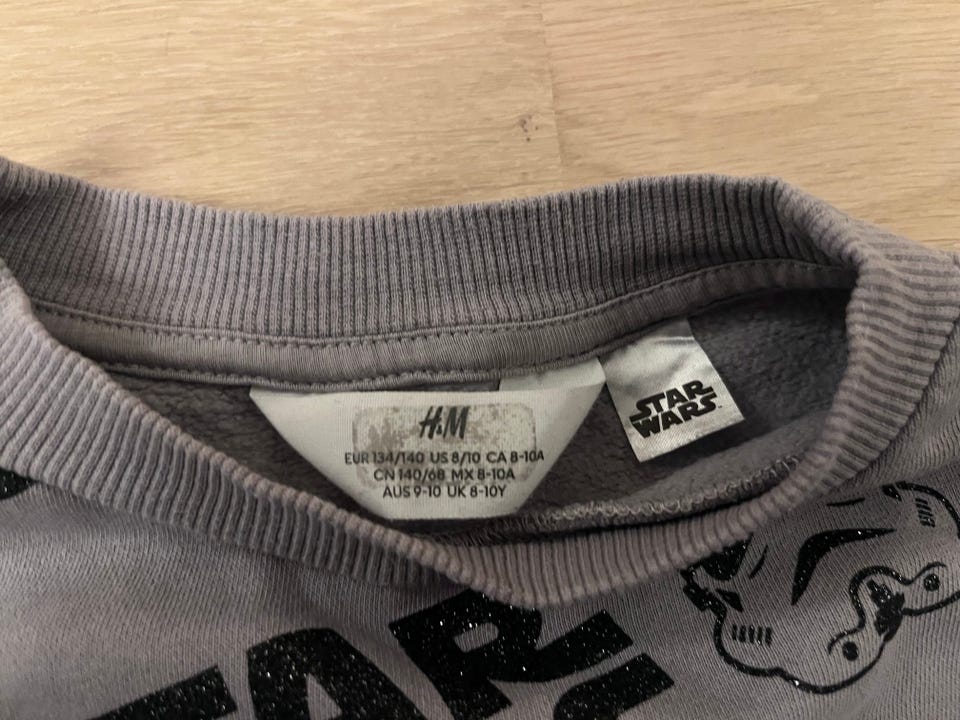 H&M
EUR 134/140 US 8/10 CA 8-10A
CN 140/68 MX 8-10A
AUS 9-10 UK 8-10Y
STAR
WARS
TAR